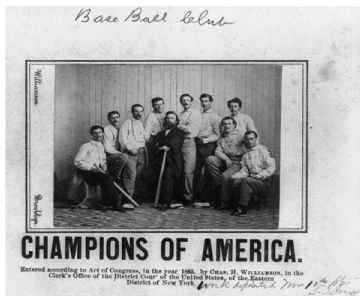 Base Ball Club
Williamson
Brooklyn
CHAMPIONS OF AMERICA.
Entered according to Act of Congress, in the year 1865, by CHAS. H. WILLIAMSON, in the
Clerk's Office of the District Cour' of the United States, of the Eastern
District of New York.